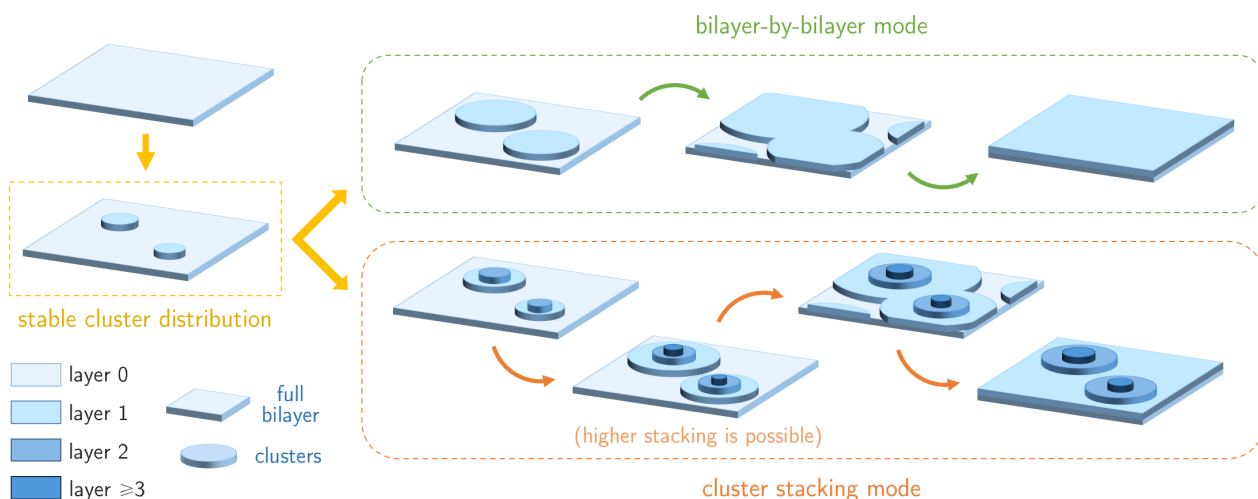 bilayer-by-bilayer mode
stable cluster distribution
layer 0
layer 1
layer 2
layer ⩾3
full
bilayer
clusters
(higher stacking is possible)
cluster stacking mode